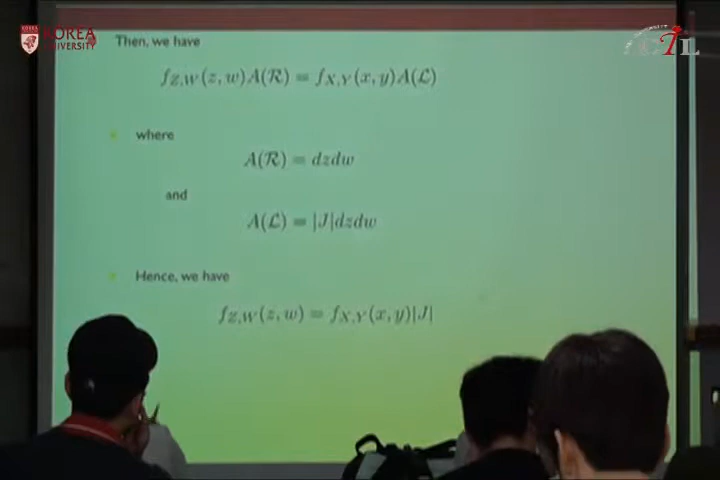 KOREA
UNIVERSITY
Then, we have
f_{Z,W}(z, w)A(ℛ) = f_{X,Y}(x, y)A(ℒ)
where
A(ℛ) = dzdw
and
A(ℒ) = |J|dzdw
Hence, we have
f_{Z,W}(z, w) = f_{X,Y}(x, y)|J|